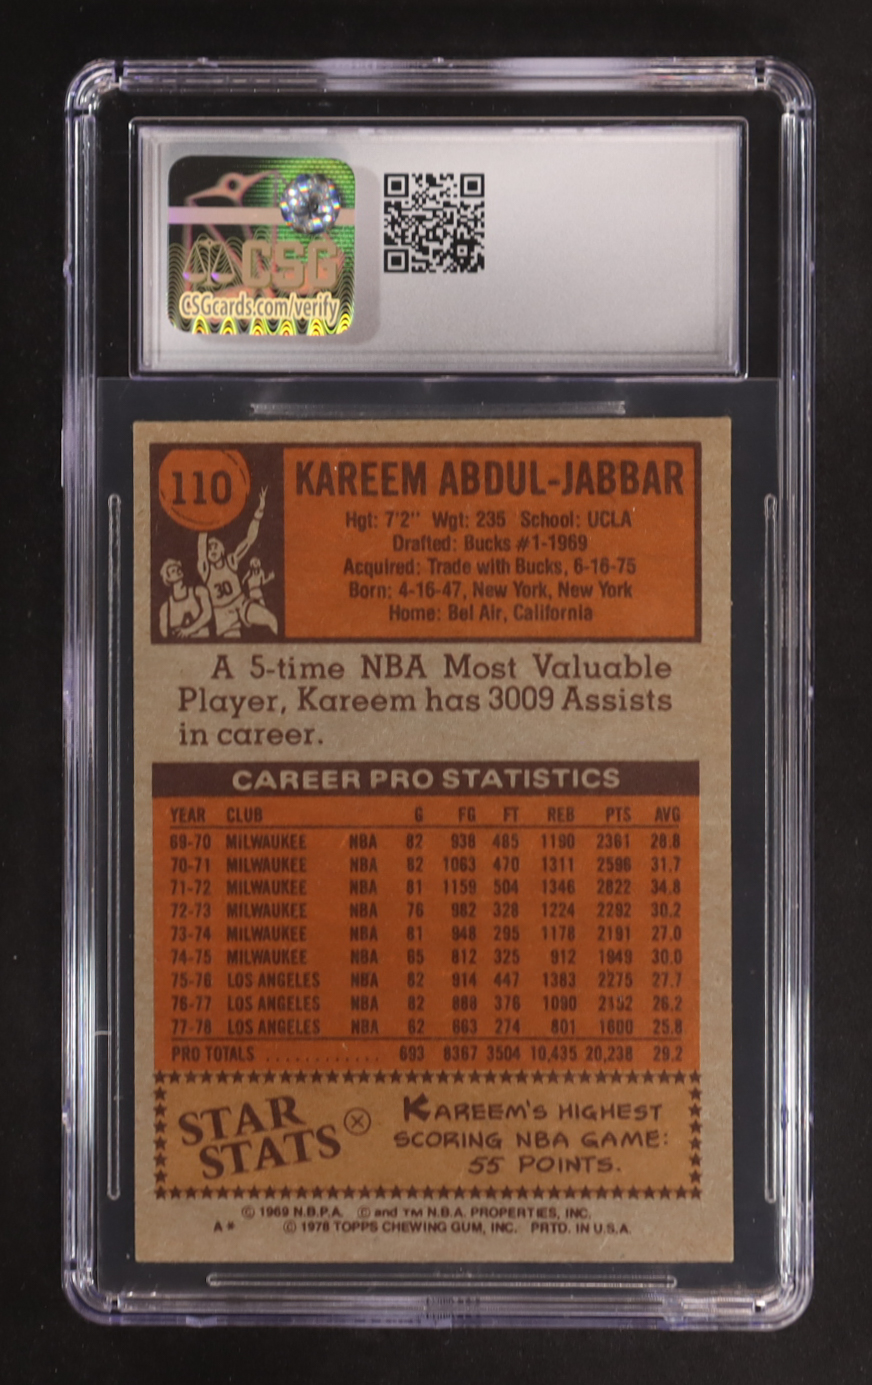 CSG
CSGcards.com/verify
110
30
KAREEM ABDUL-JABBAR
Hgt: 7'2" Wgt: 235 School: UCLA
Drafted: Bucks #1-1969
Acquired: Trade with Bucks, 6-16-75
Born: 4-16-47, New York, New York
Home: Bel Air, California
A 5-time NBA Most Valuable
Player, Kareem has 3009 Assists
in career.
CAREER PRO STATISTICS
YEAR CLUB G FG FT REB PTS AVG
69-70 MILWAUKEE NBA 82 938 485 1190 2361 28.8
70-71 MILWAUKEE NBA 82 1063 470 1311 2596 31.7
71-72 MILWAUKEE NBA 81 1159 504 1346 2822 34.8
72-73 MILWAUKEE NBA 76 982 328 1224 2292 30.2
73-74 MILWAUKEE NBA 81 948 295 1178 2191 27.0
74-75 MILWAUKEE NBA 65 812 325 912 1949 30.0
75-76 LOS ANGELES NBA 82 914 447 1383 2275 27.7
76-77 LOS ANGELES NBA 82 888 376 1090 2152 26.2
77-78 LOS ANGELES NBA 62 663 274 801 1600 25.8
PRO TOTALS ............ 693 8367 3504 10,435 20,238 29.2
STAR
STATS
KAREEM'S HIGHEST
SCORING NBA GAME:
55 POINTS.
© 1969 N.B.P.A. © and TM N.B.A. PROPERTIES, INC.
A* © 1978 TOPPS CHEWING GUM, INC. PRTD. IN U.S.A.